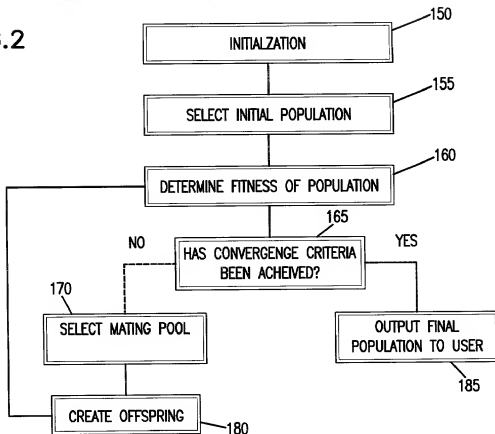 .2
150
INITIALZATION
155
SELECT INITIAL POPULATION
160
DETERMINE FITNESS OF POPULATION
165
NO
HAS CONVERGENGE CRITERIA
BEEN ACHEIVED?
YES
170
SELECT MATING POOL
OUTPUT FINAL
POPULATION TO USER
185
CREATE OFFSPRING
180